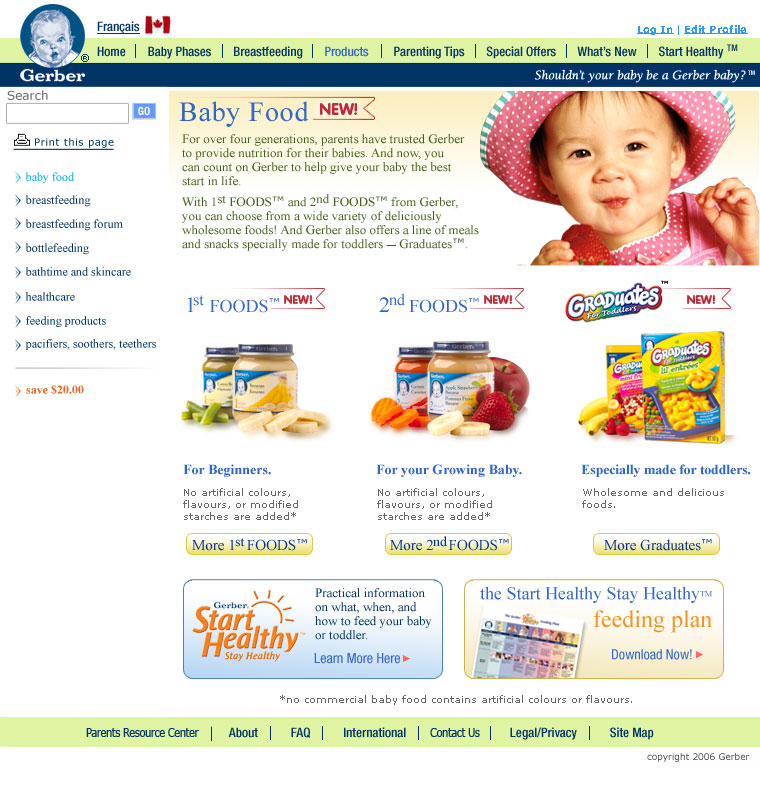 Français
Log In | Edit Profile
Home | Baby Phases | Breastfeeding | Products | Parenting Tips | Special Offers | What's New | Start Healthy ™
Gerber ®
Shouldn't your baby be a Gerber baby?™
Search
GO
Print this page
baby food
breastfeeding
breastfeeding forum
bottlefeeding
bathtime and skincare
healthcare
feeding products
pacifiers, soothers, teethers
save $20.00
Baby Food NEW!
For over four generations, parents have trusted Gerber
to provide nutrition for their babies. And now, you
can count on Gerber to help give your baby the best
start in life.
With 1st FOODS™ and 2nd FOODS™ from Gerber,
you can choose from a wide variety of deliciously
wholesome foods! And Gerber also offers a line of meals
and snacks specially made for toddlers — Graduates™.
1st FOODS™ NEW!
2nd FOODS™ NEW!
GRADUATES ™ NEW!
For Toddlers
Gerber
Gerber
GRADUATES
for Toddlers
lil' entrées
For Beginners.
No artificial colours,
flavours, or modified
starches are added*
More 1st FOODS™
For your Growing Baby.
No artificial colours,
flavours, or modified
starches are added*
More 2nd FOODS™
Especially made for toddlers.
Wholesome and delicious
foods.
More Graduates™
Gerber.
Start
Healthy™
Stay Healthy
Practical information
on what, when, and
how to feed your baby
or toddler.
Learn More Here
the Start Healthy Stay Healthy™
feeding plan
Download Now!
*no commercial baby food contains artificial colours or flavours.
Parents Resource Center | About | FAQ | International | Contact Us | Legal/Privacy | Site Map
copyright 2006 Gerber